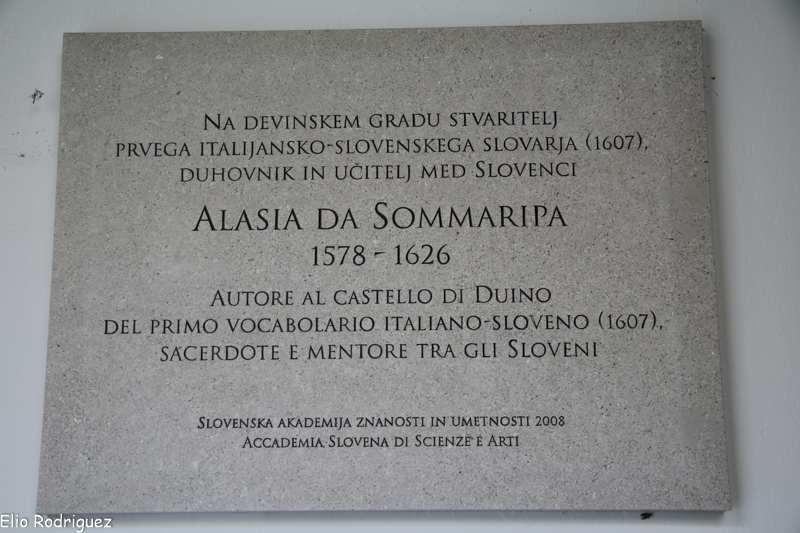 NA DEVINSKEM GRADU STVARITELJ
PRVEGA ITALIJANSKO-SLOVENSKEGA SLOVARJA (1607),
DUHOVNIK IN UČITELJ MED SLOVENCI
ALASIA DA SOMMARIPA
1578 - 1626
AUTORE AL CASTELLO DI DUINO
DEL PRIMO VOCABOLARIO ITALIANO-SLOVENO (1607),
SACERDOTE E MENTORE TRA GLI SLOVENI
SLOVENSKA AKADEMIJA ZNANOSTI IN UMETNOSTI 2008
ACCADEMIA SLOVENA DI SCIENZE E ARTI
Elio Rodriguez